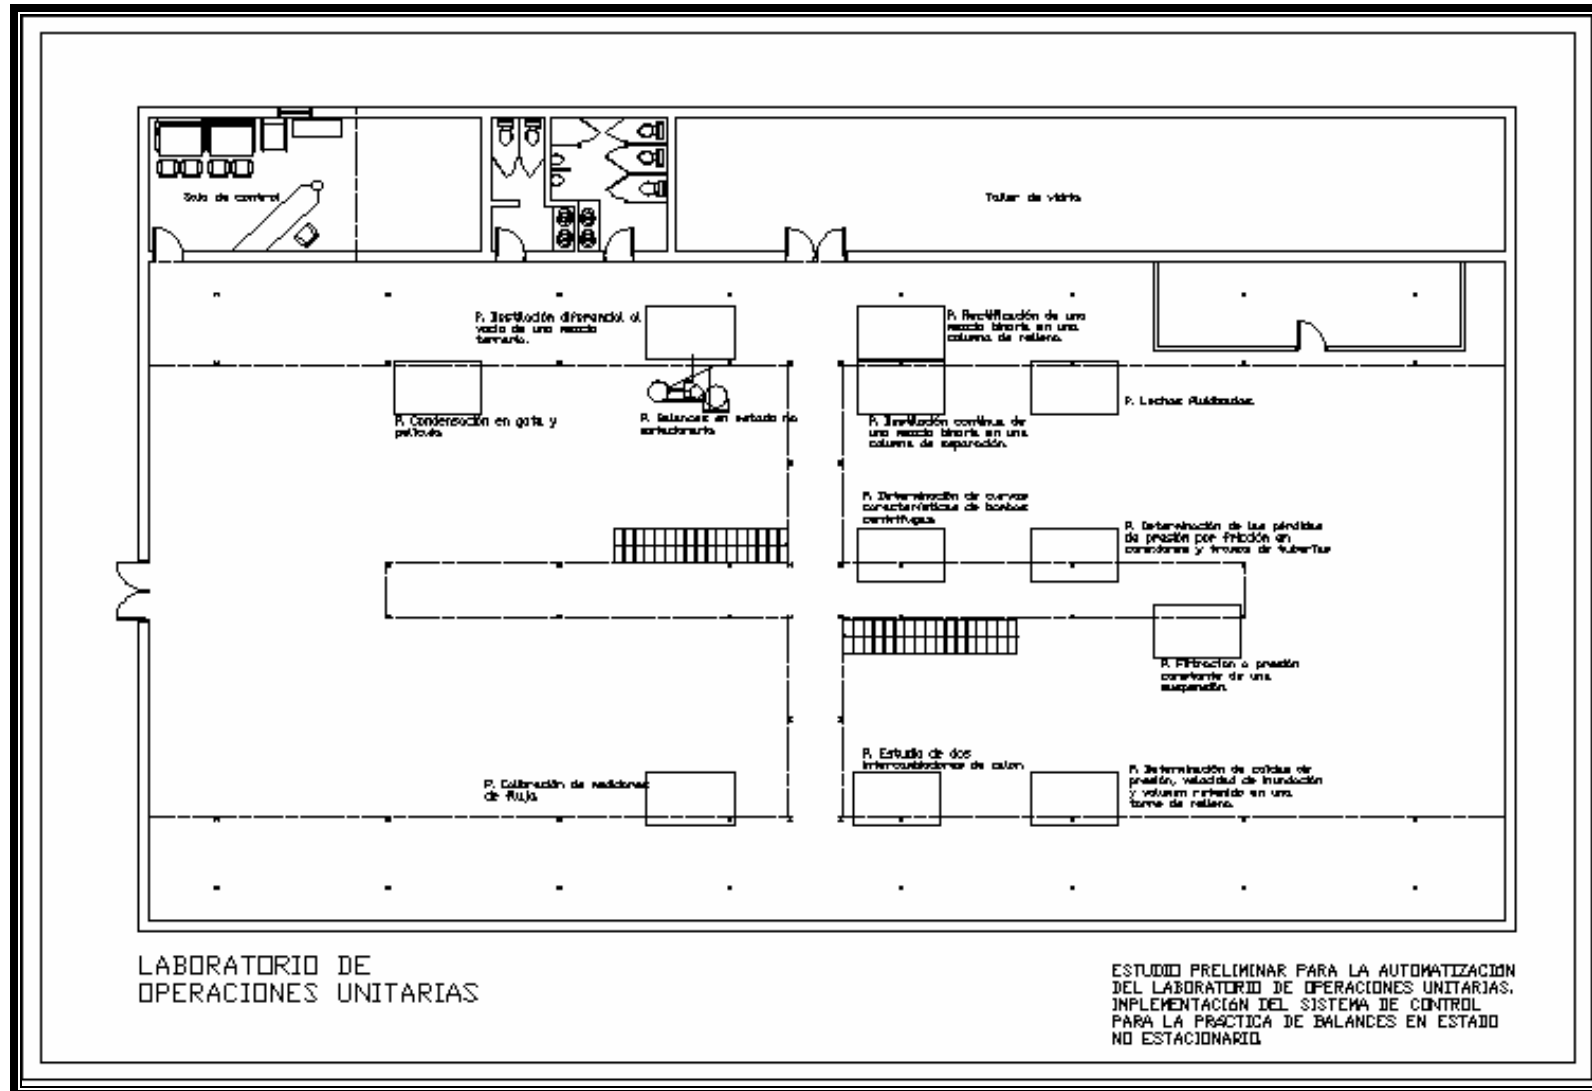 Sala de control
Taller de vidrio
P. Destilación diferencial al
vacío de una mezcla
ternaria.
P. Rectificación de una
mezcla binaria en una
columna de relleno.
P. Condensación en gota y
película
P. Balances en estado no
estacionario
P. Destilación continua de
una mezcla binaria en una
columna de separación.
P. Lechos fluidizados.
P. Determinación de curvas
características de bombas
centrífugas
P. Determinación de las pérdidas
de presión por fricción en
y tramos de tuberías
P. Filtracion a presión
constante de una
suspensión.
P. Estudio de dos
intercambiadores de calor.
P. Calibración de medidores
de flujo.
P. Determinación de caídas de
presión, velocidad de inundación
y volumen retenido en una
torre de relleno.
LABORATORIO DE
OPERACIONES UNITARIAS
ESTUDIO PRELIMINAR PARA LA AUTOMATIZACION
DEL LABORATORIO DE OPERACIONES UNITARIAS.
INPLEMENTACIóN DEL SISTEMA DE CONTROL
PARA LA PRACTICA DE BALANCES EN ESTADO
NO ESTACIONARIO.